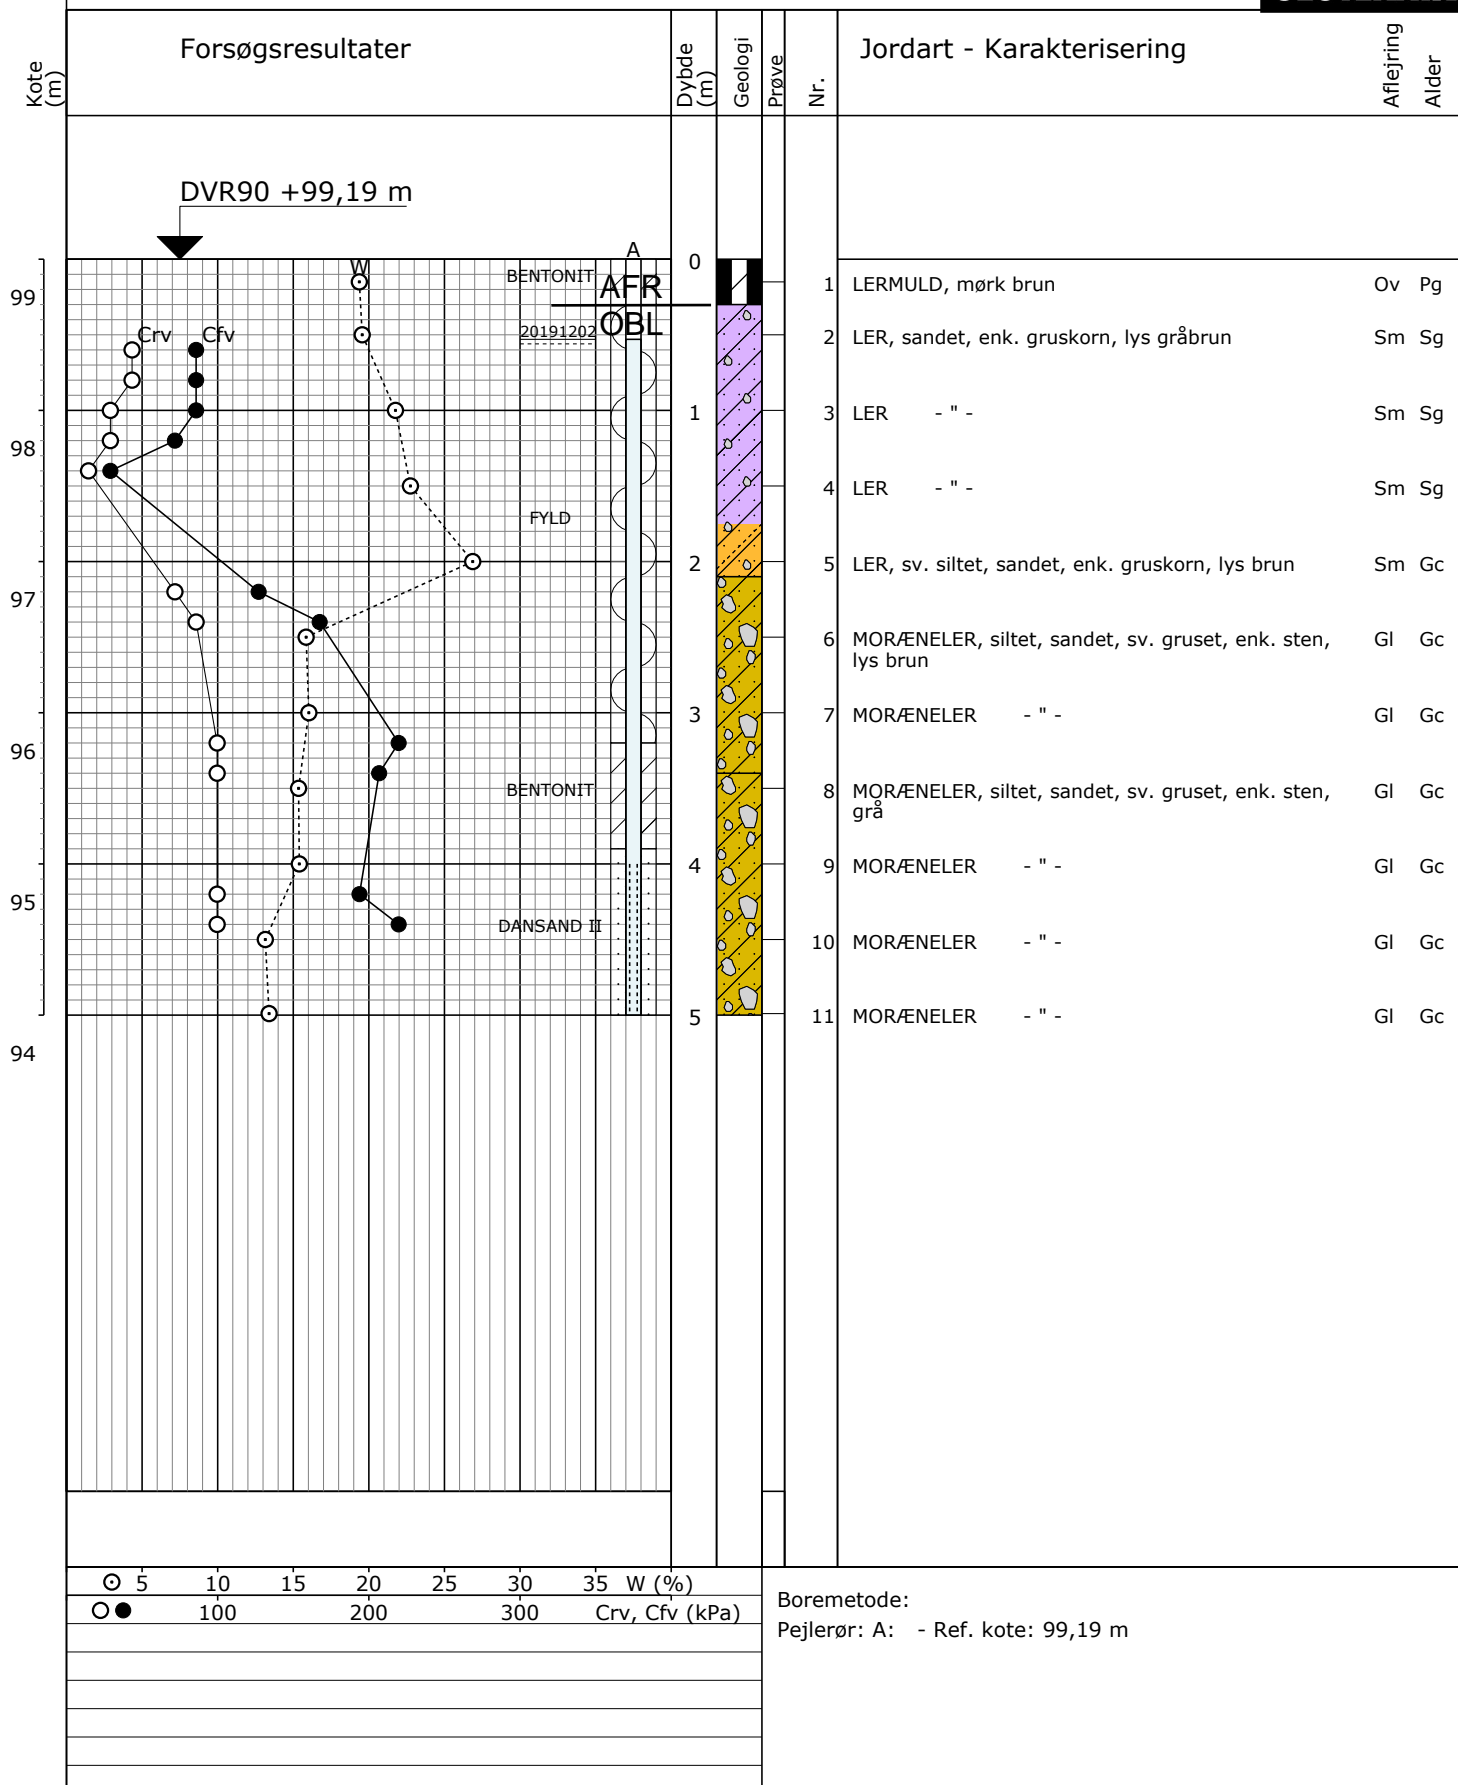 Kote (m)
Forsøgsresultater
Dybde (m)
Geologi
Prøve
Nr.
Jordart - Karakterisering
Aflejring
Alder
DVR90 +99,19 m
A
W
0
BENTONIT
AFR
99
1 LERMULD, mørk brun Ov Pg
OBL
20191202
Crv Cfv
2 LER, sandet, enk. gruskorn, lys gråbrun Sm Sg
1
3 LER - " - Sm Sg
98
4 LER - " - Sm Sg
FYLD
2
5 LER, sv. siltet, sandet, enk. gruskorn, lys brun Sm Gc
97
6 MORÆNELER, siltet, sandet, sv. gruset, enk. sten, Gl Gc
lys brun
3
7 MORÆNELER - " - Gl Gc
96
BENTONIT
8 MORÆNELER, siltet, sandet, sv. gruset, enk. sten, Gl Gc
grå
4
9 MORÆNELER - " - Gl Gc
95
DANSAND II
10 MORÆNELER - " - Gl Gc
5
11 MORÆNELER - " - Gl Gc
94
5 10 15 20 25 30 35 W (%)
100 200 300 Crv, Cfv (kPa)
Boremetode:
Pejlerør: A: - Ref. kote: 99,19 m